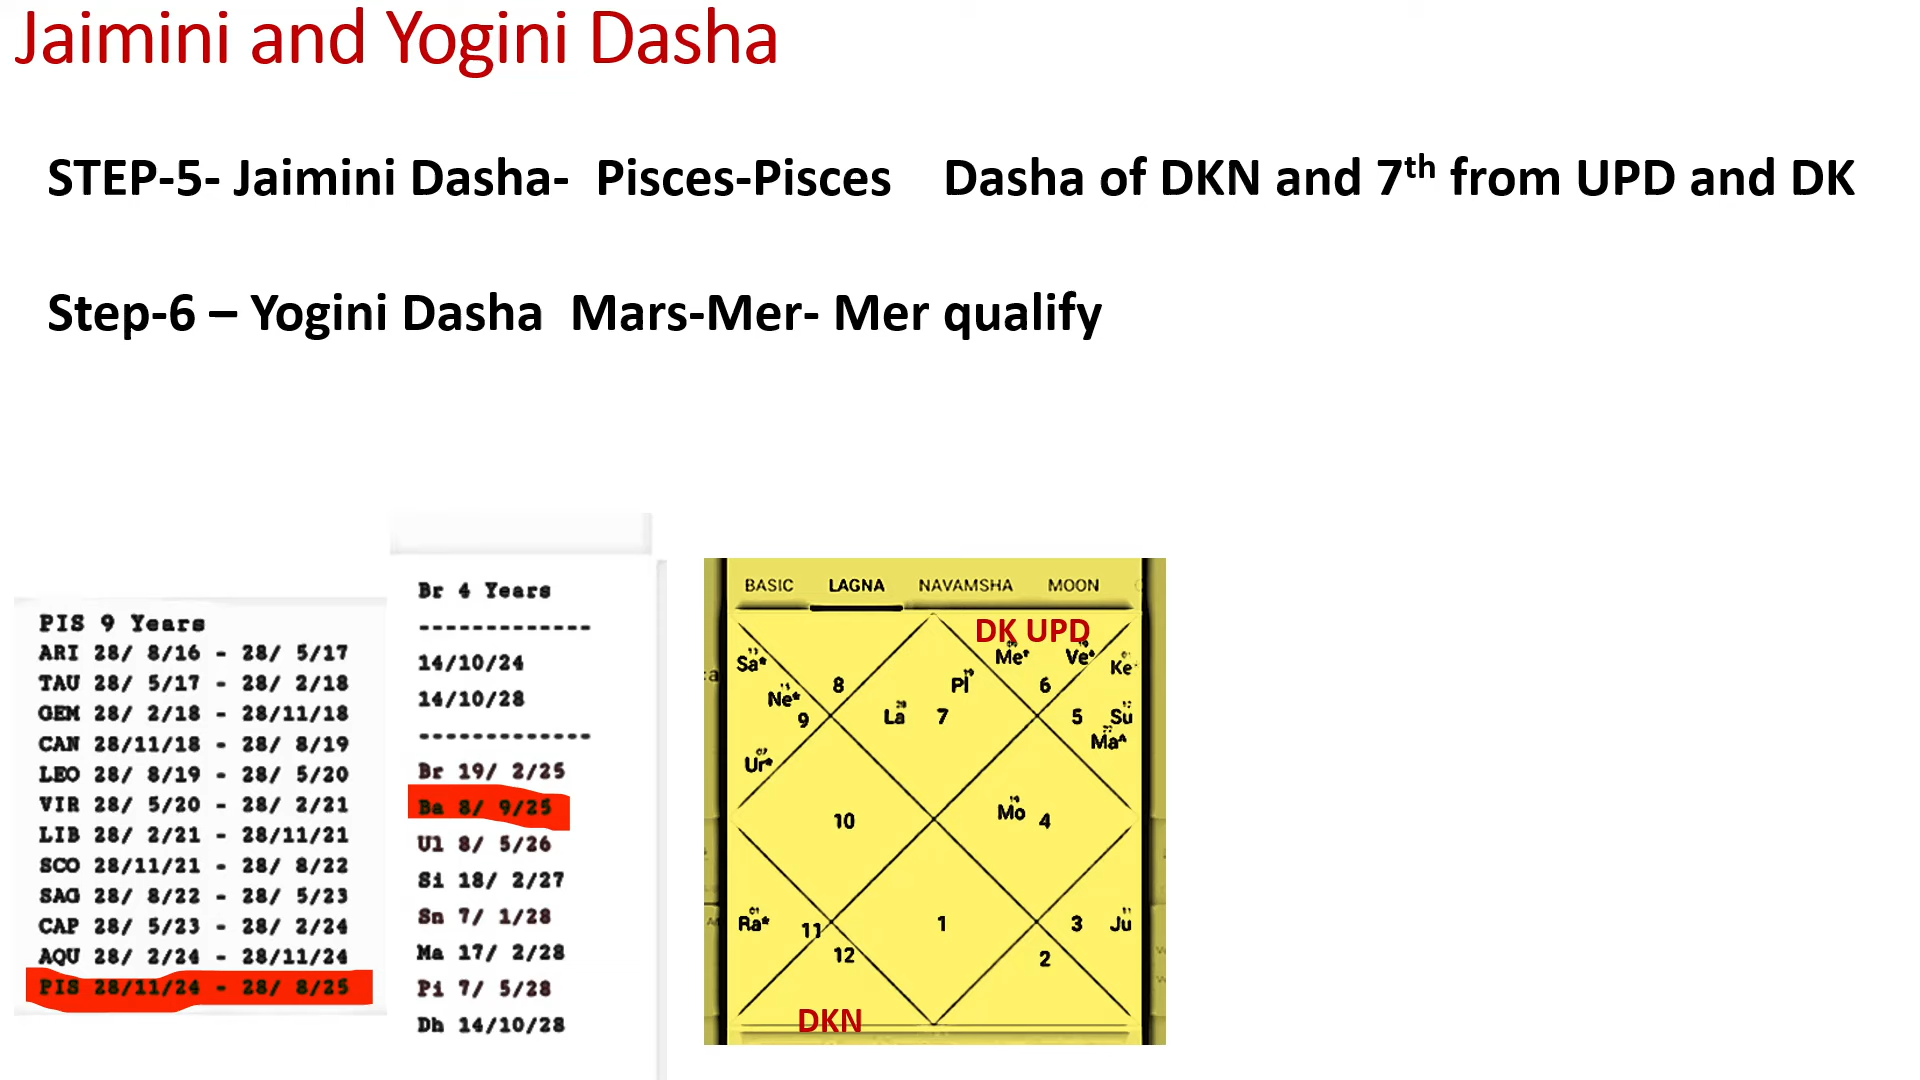 Jaimini and Yogini Dasha
STEP-5- Jaimini Dasha-  Pisces-Pisces    Dasha of DKN and 7th from UPD and DK
Step-6 – Yogini Dasha  Mars-Mer- Mer qualify
PIS 9 Years
ARI 28/ 8/16 - 28/ 5/17
TAU 28/ 5/17 - 28/ 2/18
GEM 28/ 2/18 - 28/11/18
CAN 28/11/18 - 28/ 8/19
LEO 28/ 8/19 - 28/ 5/20
VIR 28/ 5/20 - 28/ 2/21
LIB 28/ 2/21 - 28/11/21
SCO 28/11/21 - 28/ 8/22
SAG 28/ 8/22 - 28/ 5/23
CAP 28/ 5/23 - 28/ 2/24
AQU 28/ 2/24 - 28/11/24
PIS 28/11/24 - 28/ 8/25
Br 4 Years
-------------
14/10/24
14/10/28
-------------
Br 19/ 2/25
Ba 8/ 9/25
Ul 8/ 5/26
Si 18/ 2/27
Sn 7/ 1/28
Ma 17/ 2/28
Pi 7/ 5/28
Dh 14/10/28
BASIC LAGNA NAVAMSHA MOON
DK UPD
Sa* Me* Ve* Ke
Ne* 8 Pl 6
9 La 7 5 Su
Ma^
Ur*
10 Mo 4
Ra* 11 1 3 Ju
12 2
DKN